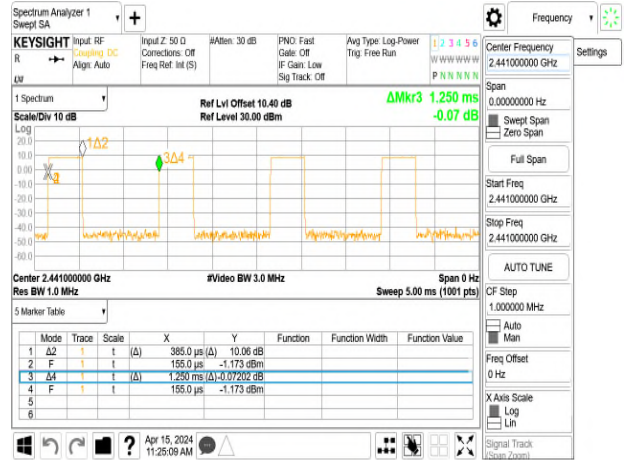 Spectrum Analyzer 1
Swept SA
Frequency
KEYSIGHT
R
Input: RF
Coupling: DC
Align: Auto
Input Z: 50 Ω
Corrections: Off
Freq Ref: Int (S)
#Atten: 30 dB
PNO: Fast
Gate: Off
IF Gain: Low
Sig Track: Off
Avg Type: Log-Power
Trig: Free Run
1 2 3 4 5 6
W W W W W W
P N N N N N
Center Frequency
2.441000000 GHz
Settings
Span
0.00000000 Hz
Swept Span
Zero Span
Full Span
Start Freq
2.441000000 GHz
Stop Freq
2.441000000 GHz
AUTO TUNE
CF Step
1.000000 MHz
Auto
Man
Freq Offset
0 Hz
X Axis Scale
Log
Lin
Signal Track
(Span Zoom)
1 Spectrum
Scale/Div 10 dB
Ref Lvl Offset 10.40 dB
Ref Level 30.00 dBm
ΔMkr3 1.250 ms
-0.07 dB
Log
20.0
10.0
0.00
-10.0
-20.0
-30.0
-40.0
-50.0
-60.0
1Δ2
3Δ4
Center 2.441000000 GHz
Res BW 1.0 MHz
#Video BW 3.0 MHz
Span 0 Hz
Sweep 5.00 ms (1001 pts)
5 Marker Table
Mode Trace Scale X Y Function Function Width Function Value
1 Δ2 1 t (Δ) 385.0 µs (Δ) 10.06 dB
2 F 1 t 155.0 µs -1.173 dBm
3 Δ4 1 t (Δ) 1.250 ms (Δ) -0.07202 dB
4 F 1 t 155.0 µs -1.173 dBm
5
6
?
Apr 15, 2024
11:25:09 AM